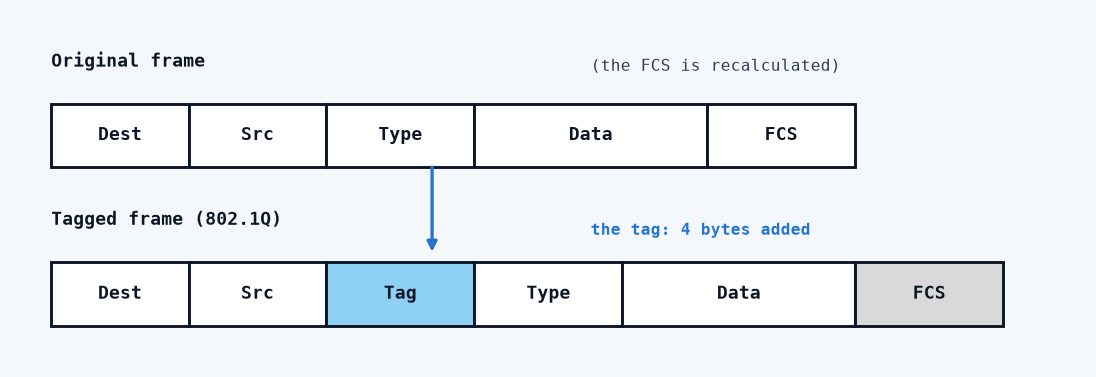 Original frame
(the FCS is recalculated)
Dest Src Type Data FCS
Tagged frame (802.1Q)
the tag: 4 bytes added
Dest Src Tag Type Data FCS